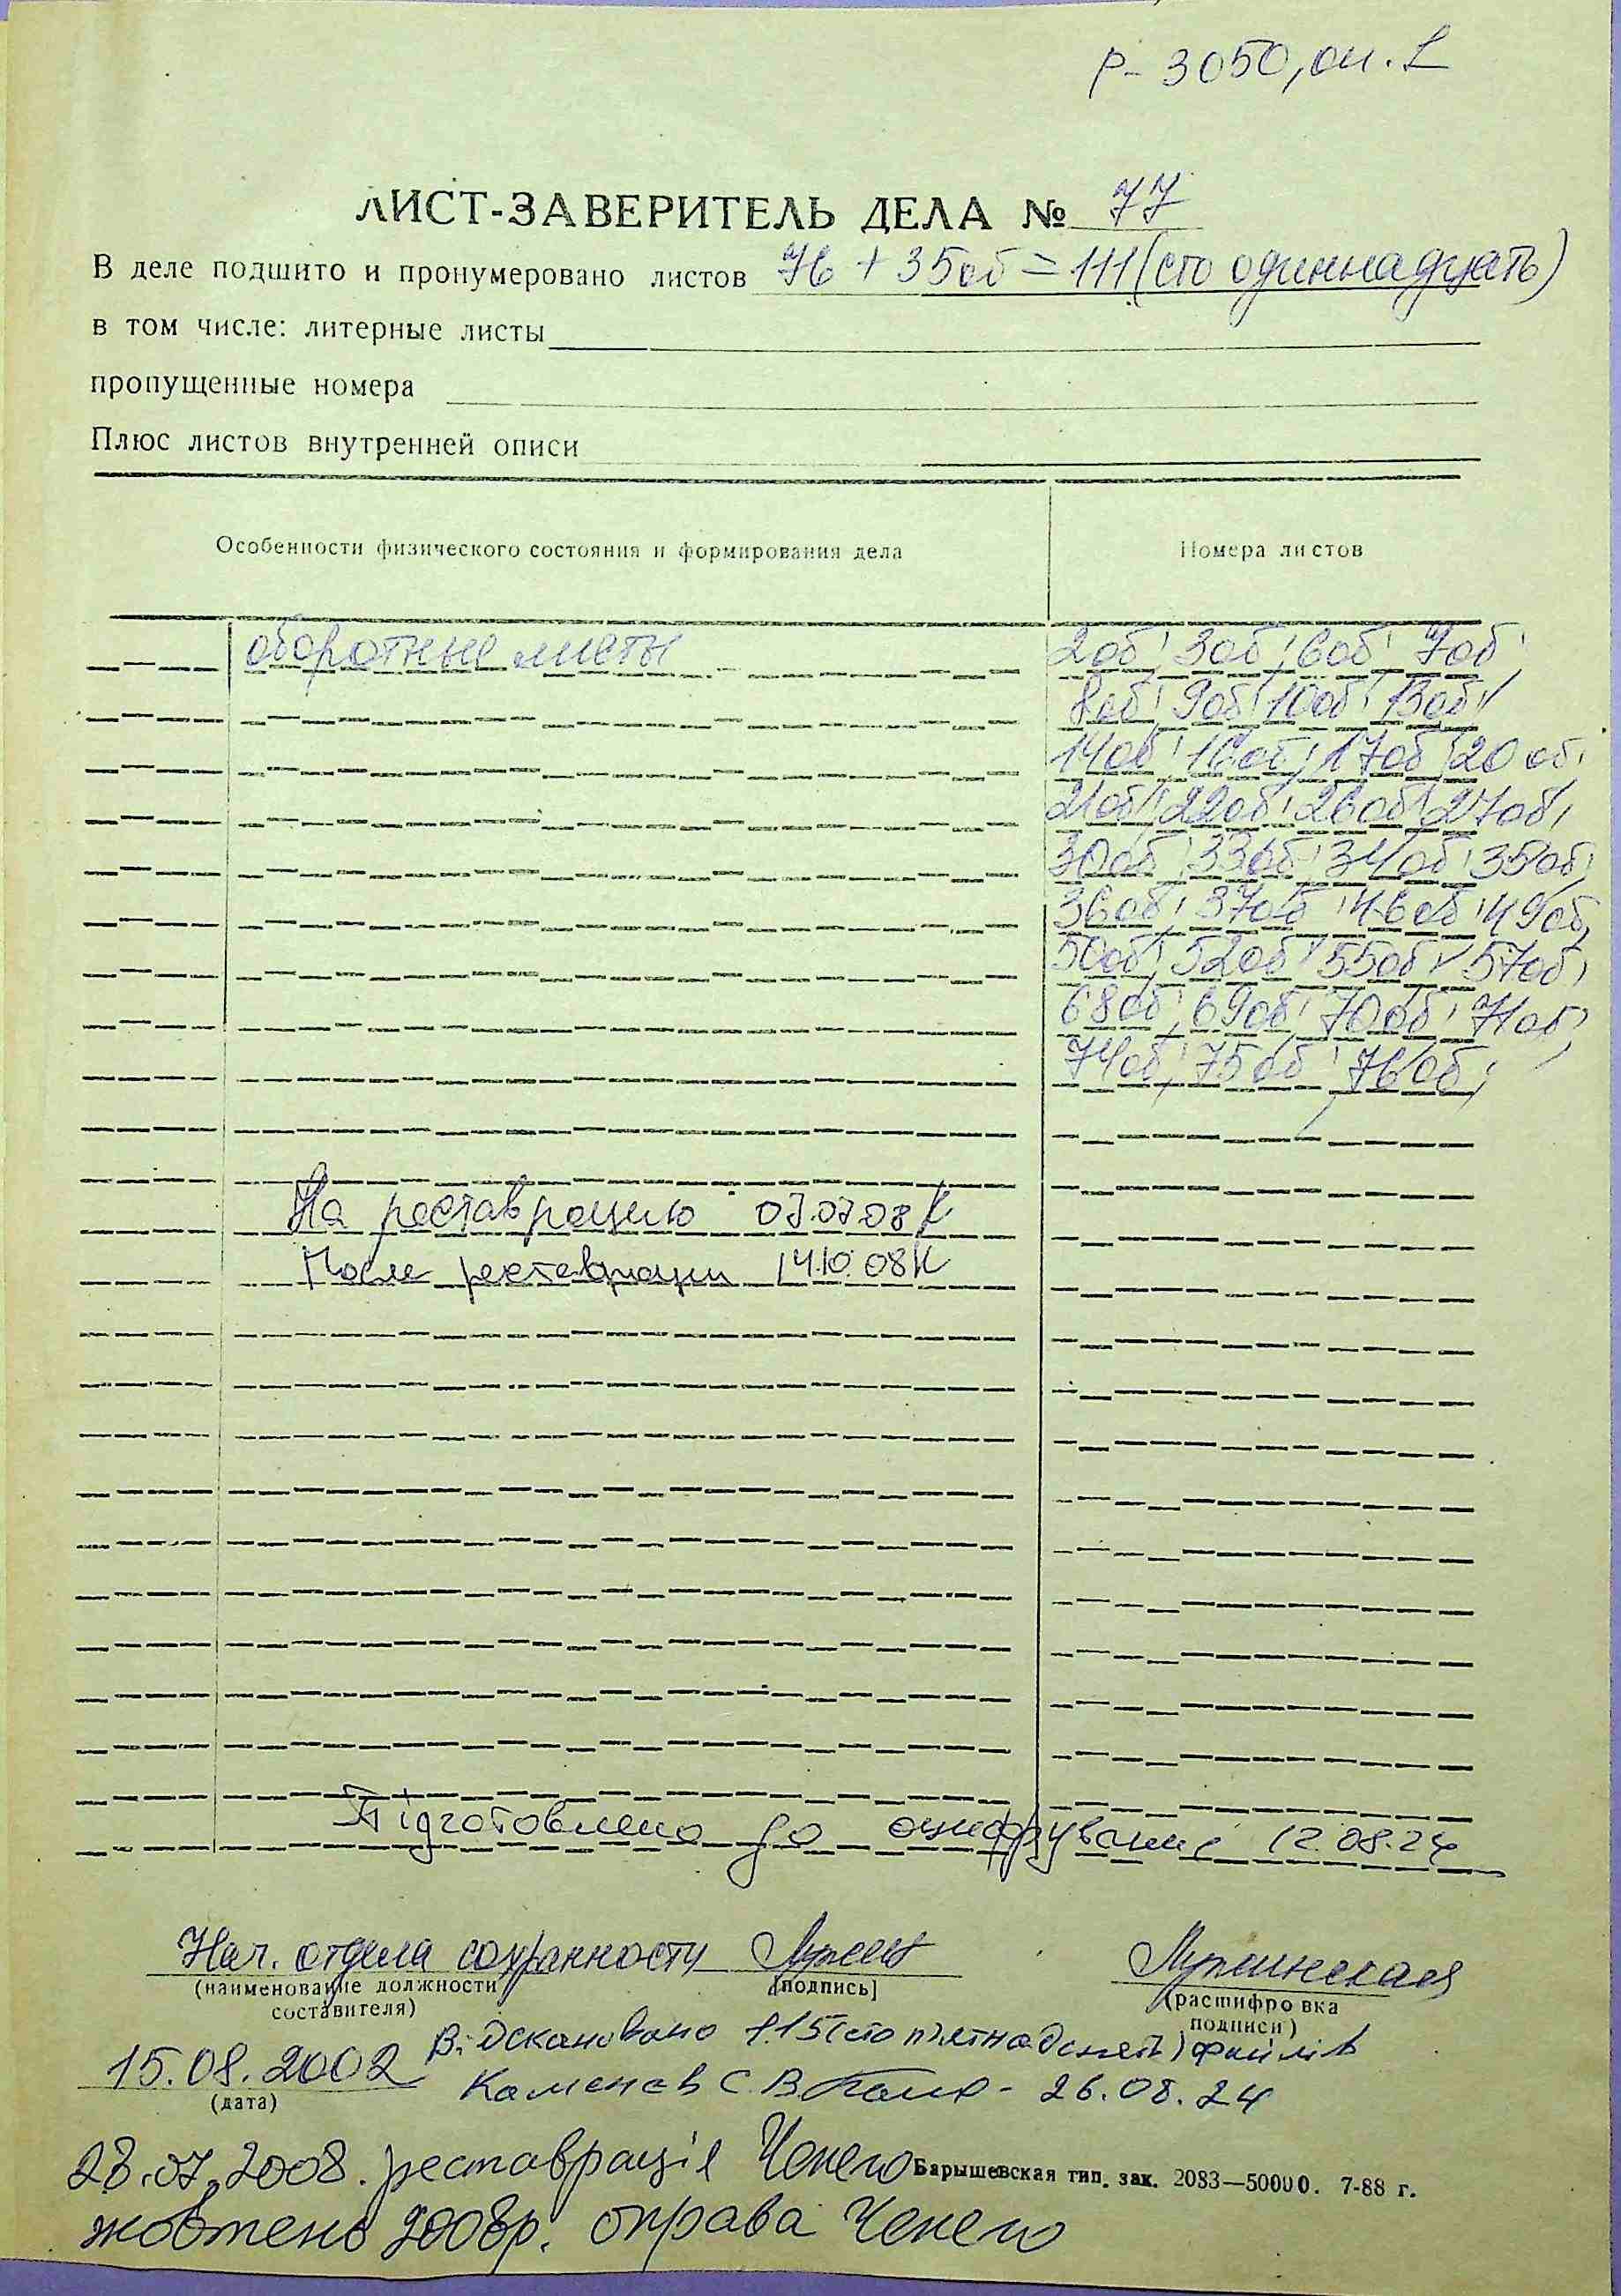 Р-3050, оп. 1
ЛИСТ-ЗАВЕРИТЕЛЬ ДЕЛА № 77
В деле подшито и пронумеровано листов 76 + 35об = 111 (сто одиннадцать)
в том числе: литерные листы
пропущенные номера
Плюс листов внутренней описи
Особенности физического состояния и формирования дела Номера листов
оборотные листы 2об, 3об, 6об, 7об,
8об, 9об, 10об, 13об,
14об, 16об, 17об, 20об,
21об, 22об, 26об, 27об,
30об, 33об, 34об, 35об,
36об, 37об, 46об, 49об,
50об, 52об, 55об, 57об,
68об, 69об, 70об, 71об,
74об, 75об, 76об;
На реставрацию 07.07.08
После реставрации 14.10.08
Підготовлено до оцифрування 12.08.24
Нач. отдела сохранности Лужинская
(наименование должности составителя) (подпись) (расшифровка подписи)
Відскановано 115 (сто п'ятнадцять) файлів
15.08.2002
(дата)
Каменев С.В. - 26.08.24
28.07.2008. реставрація
Барышевская тип. зак. 2083—50000. 7-88 г.
жовтень 2008р. оправа